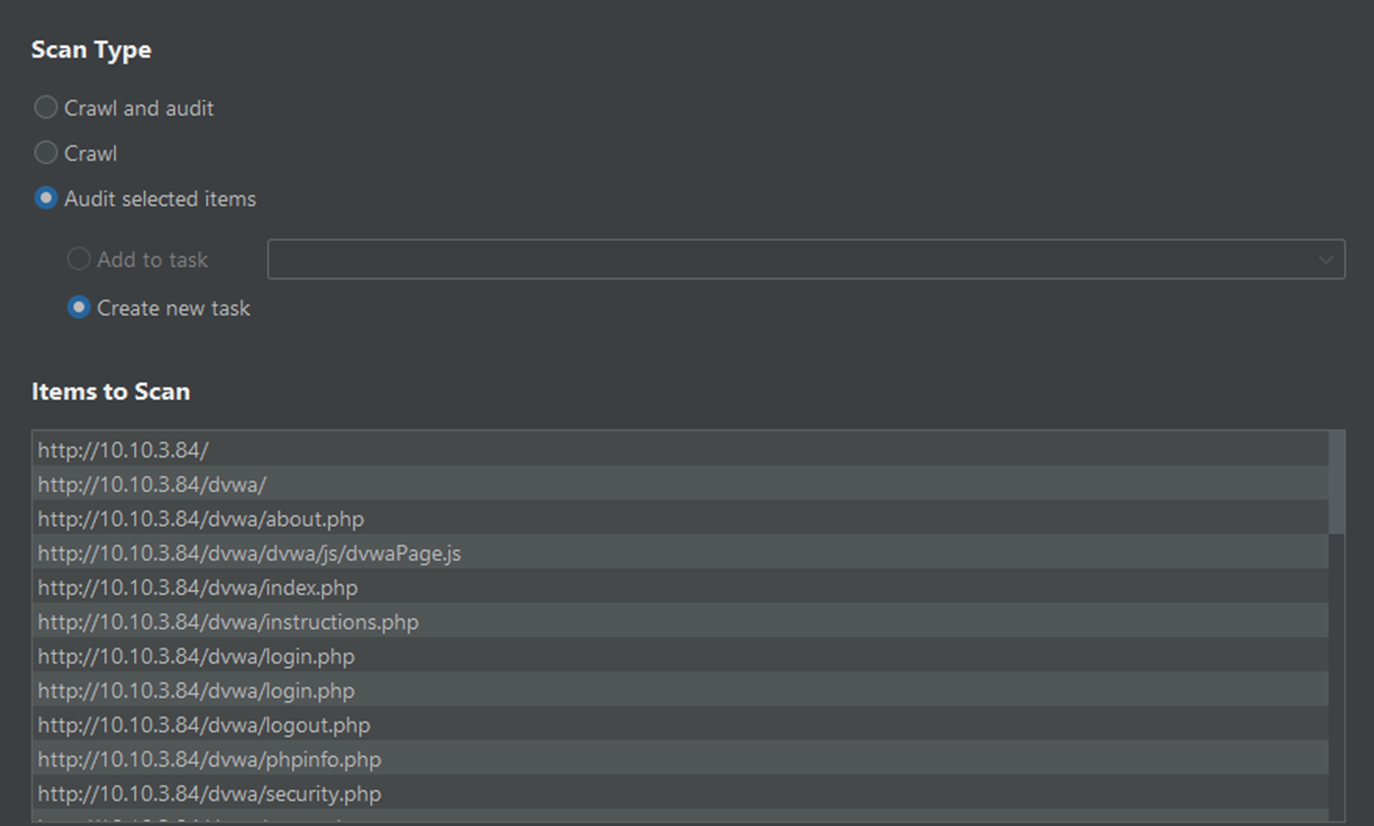 Scan Type
Crawl and audit
Crawl
Audit selected items
Add to task
Create new task
Items to Scan
http://10.10.3.84/
http://10.10.3.84/dvwa/
http://10.10.3.84/dvwa/about.php
http://10.10.3.84/dvwa/dvwa/js/dvwaPage.js
http://10.10.3.84/dvwa/index.php
http://10.10.3.84/dvwa/instructions.php
http://10.10.3.84/dvwa/login.php
http://10.10.3.84/dvwa/login.php
http://10.10.3.84/dvwa/logout.php
http://10.10.3.84/dvwa/phpinfo.php
http://10.10.3.84/dvwa/security.php